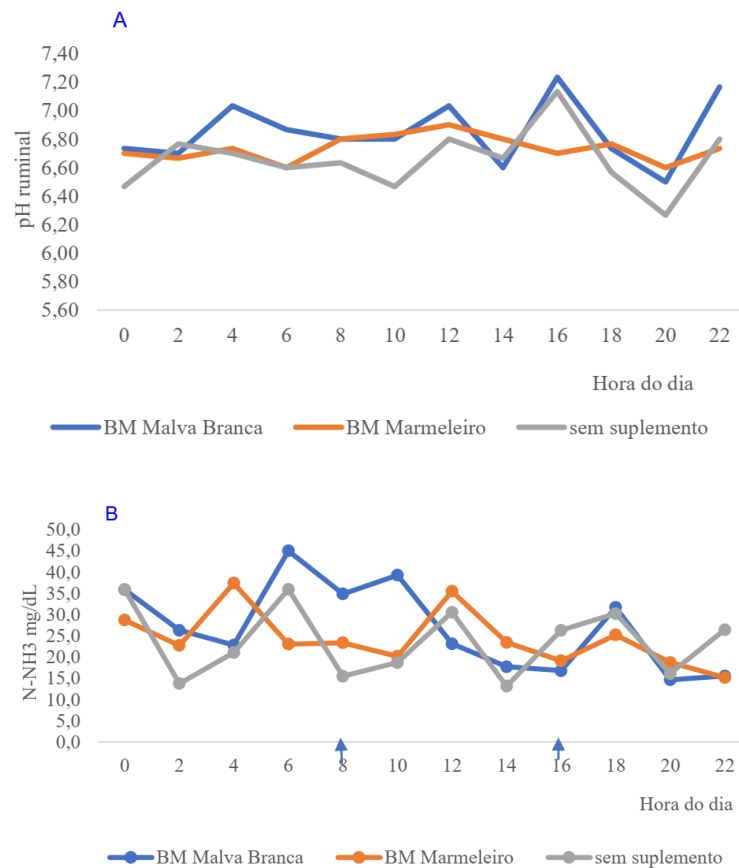 A
7,40
7,20
7,00
6,80
6,60
6,40
6,20
6,00
5,80
5,60
pH ruminal
0 2 4 6 8 10 12 14 16 18 20 22
Hora do dia
BM Malva Branca BM Marmeleiro sem suplemento
B
50,0
45,0
40,0
35,0
30,0
25,0
20,0
15,0
10,0
5,0
0,0
N-NH3 mg/dL
0 2 4 6 8 10 12 14 16 18 20 22
Hora do dia
BM Malva Branca BM Marmeleiro sem suplemento